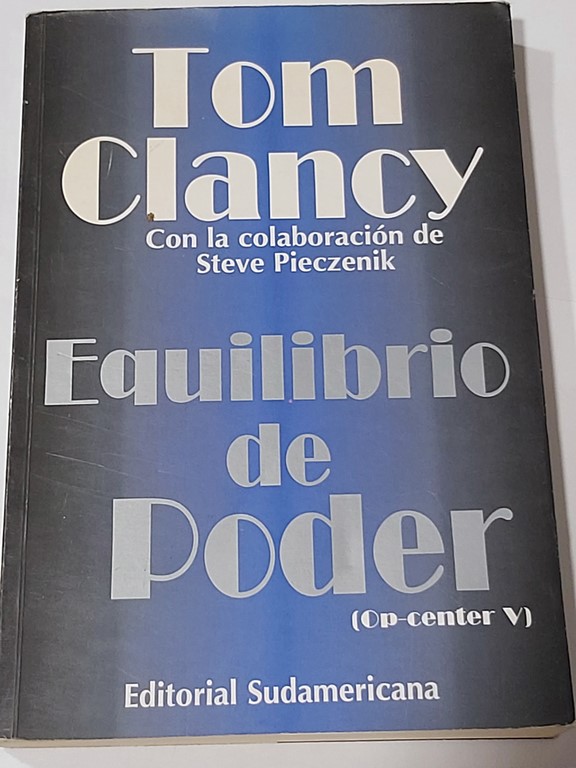 Tom
Clancy
Con la colaboración de
Steve Pieczenik
Equilibrio
de
Poder
(Op-center V)
Editorial Sudamericana